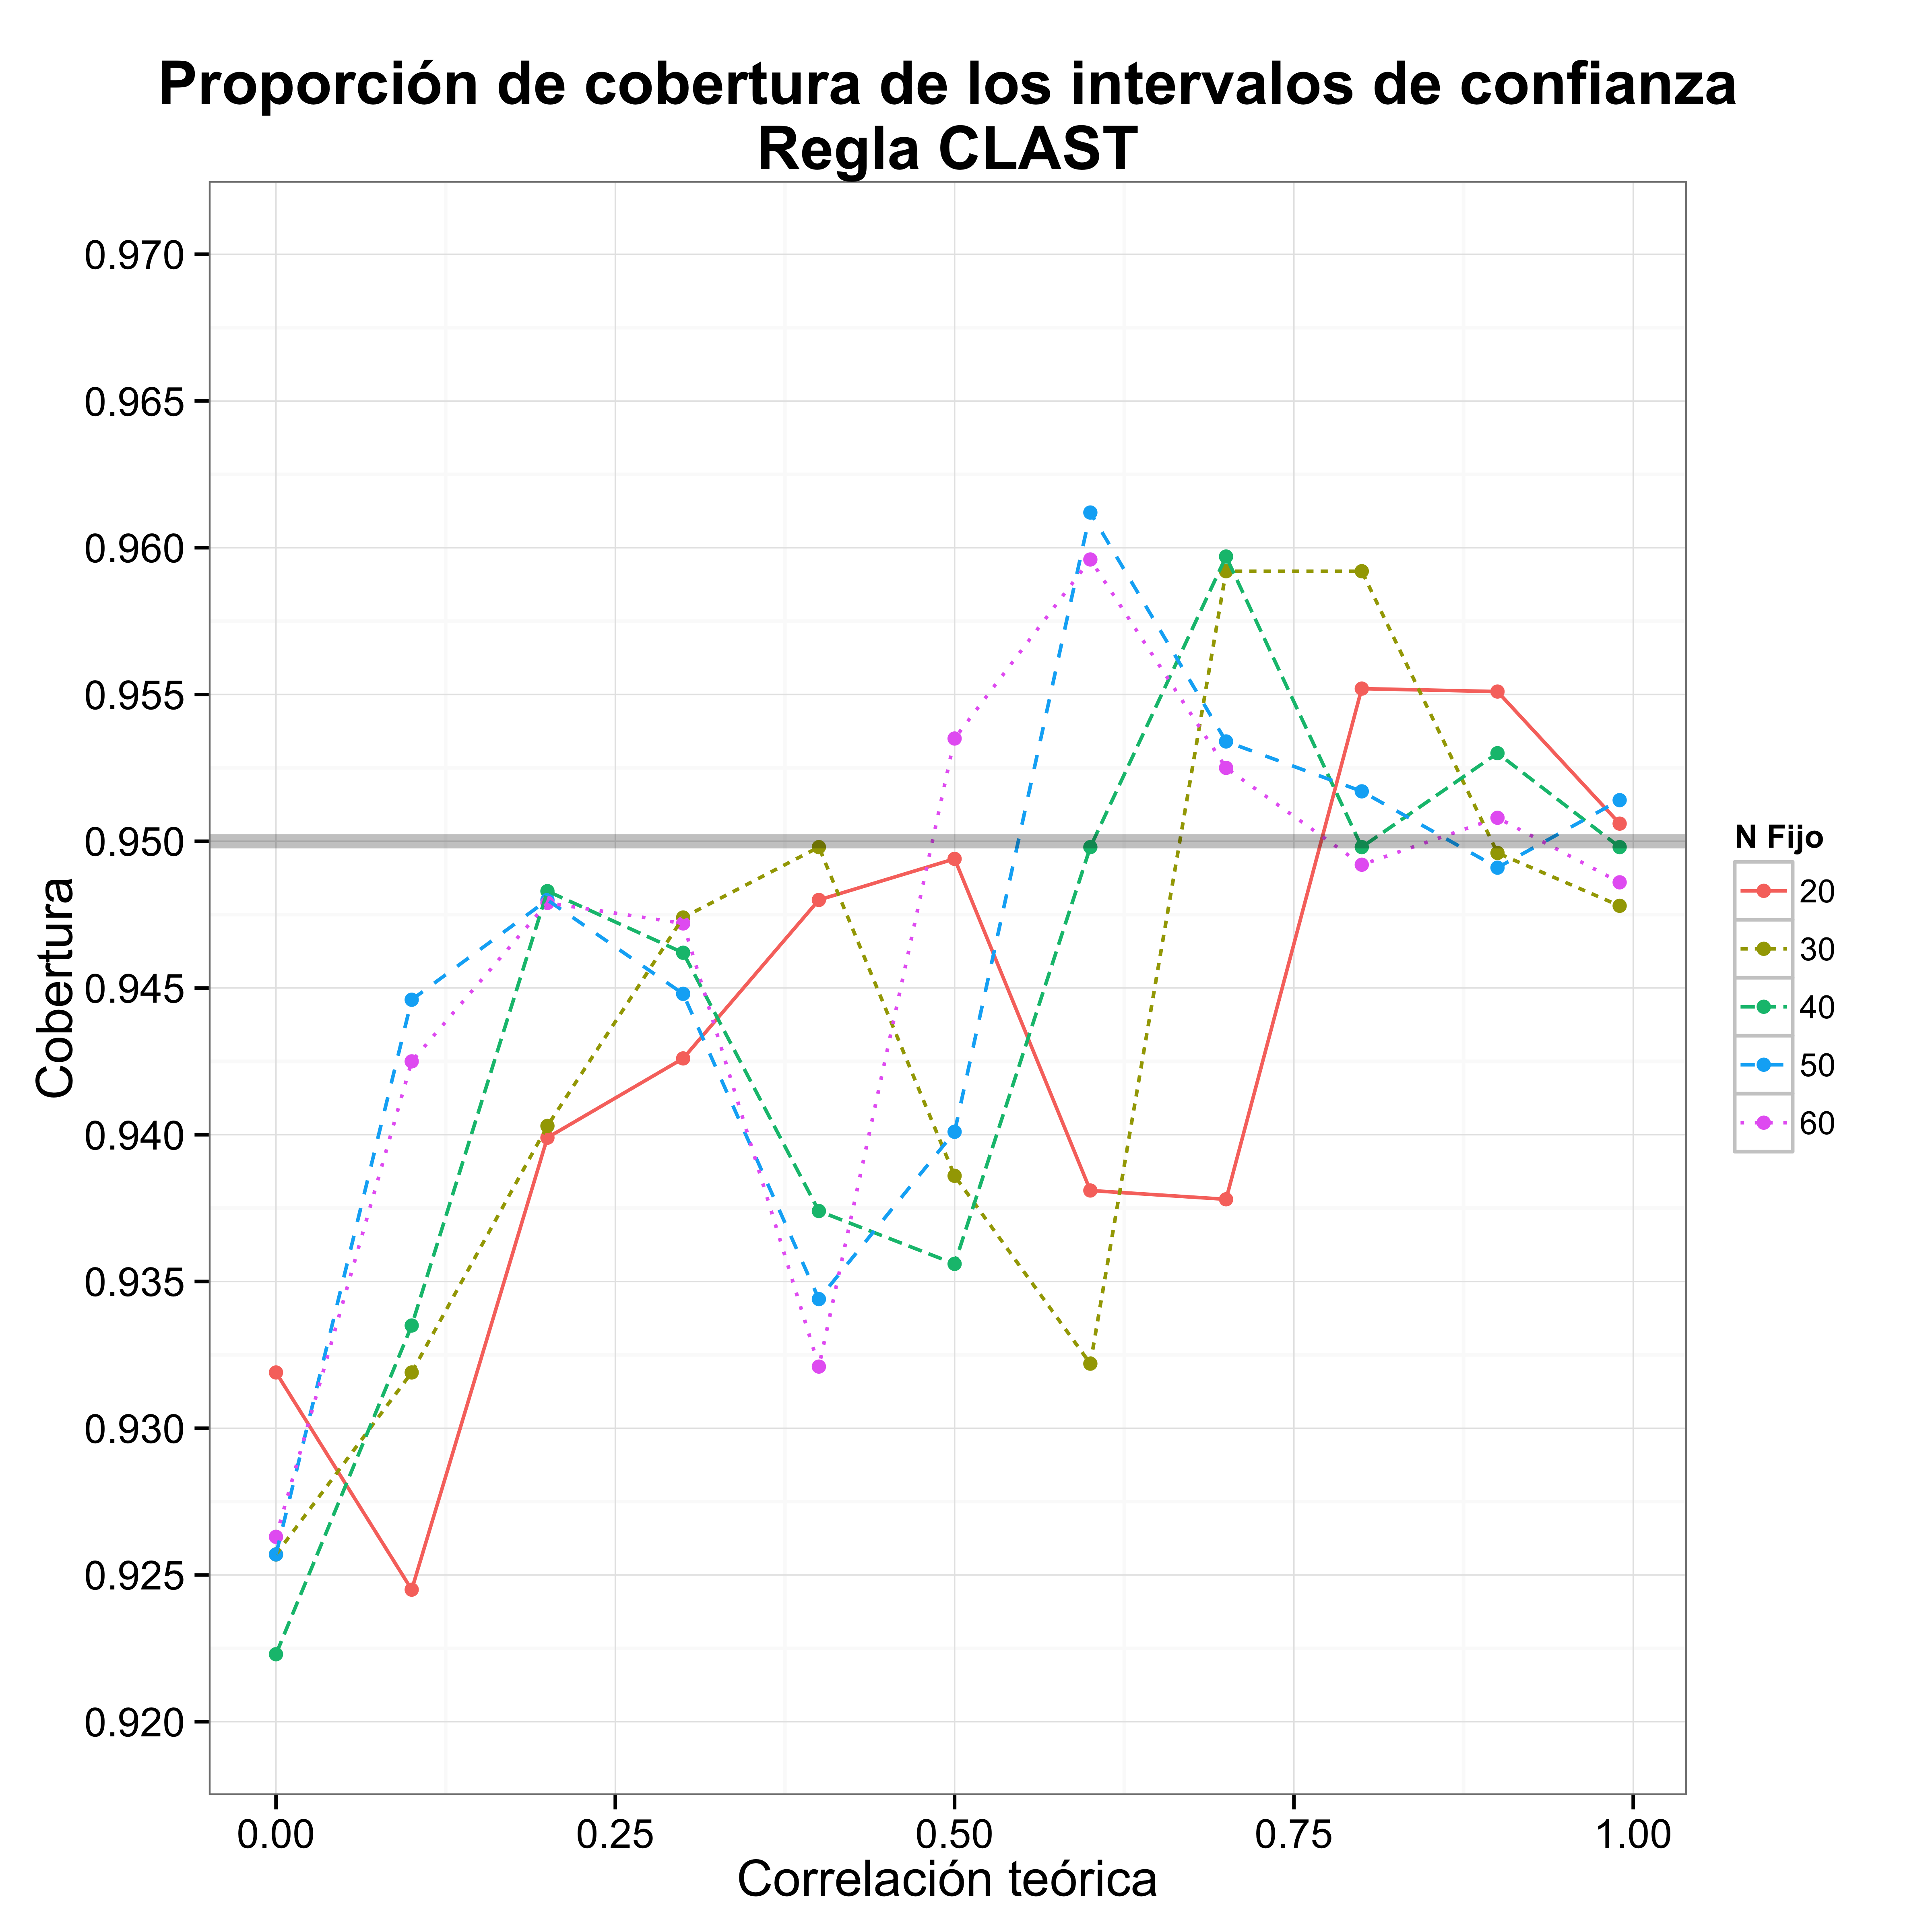 Proporción de cobertura de los intervalos de confianza
Regla CLAST
0.970
0.965
0.960
0.955
0.950
0.945
0.940
0.935
0.930
0.925
0.920
Cobertura
0.00 0.25 0.50 0.75 1.00
Correlación teórica
N Fijo
20
30
40
50
60